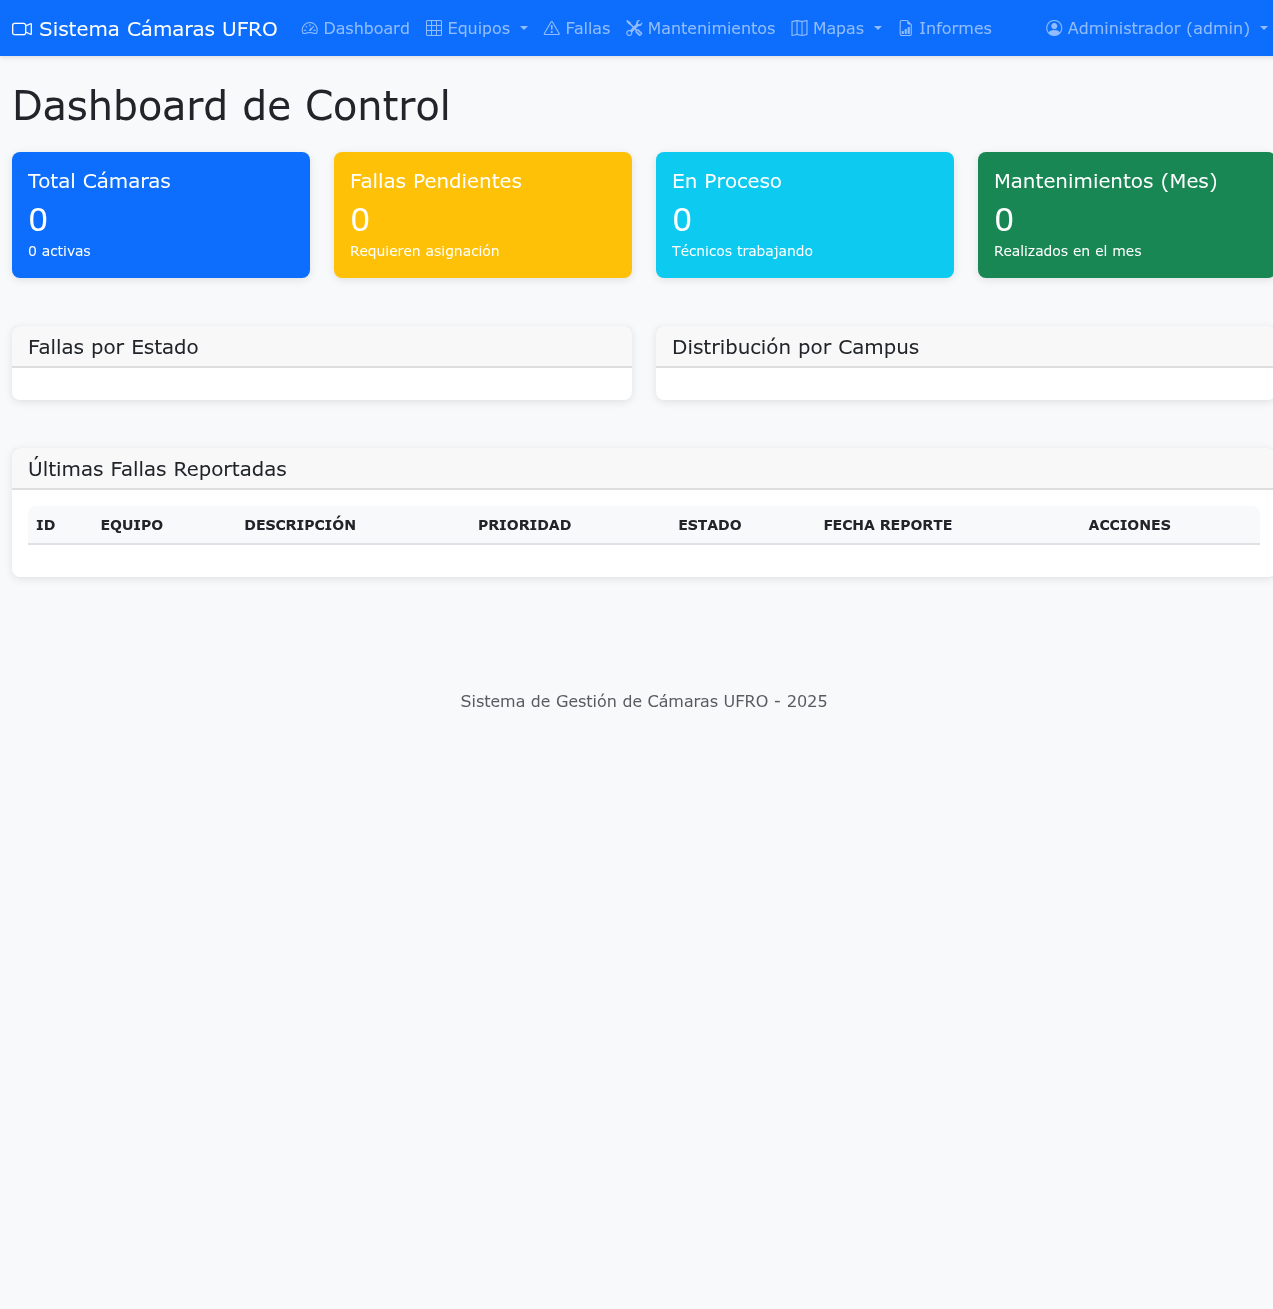 Sistema Cámaras UFRO Dashboard Equipos Fallas Mantenimientos Mapas Informes Administrador (admin)
Dashboard de Control
Total Cámaras
0
0 activas
Fallas Pendientes
0
Requieren asignación
En Proceso
0
Técnicos trabajando
Mantenimientos (Mes)
0
Realizados en el mes
Fallas por Estado
Distribución por Campus
Últimas Fallas Reportadas
ID EQUIPO DESCRIPCIÓN PRIORIDAD ESTADO FECHA REPORTE ACCIONES
Sistema de Gestión de Cámaras UFRO - 2025